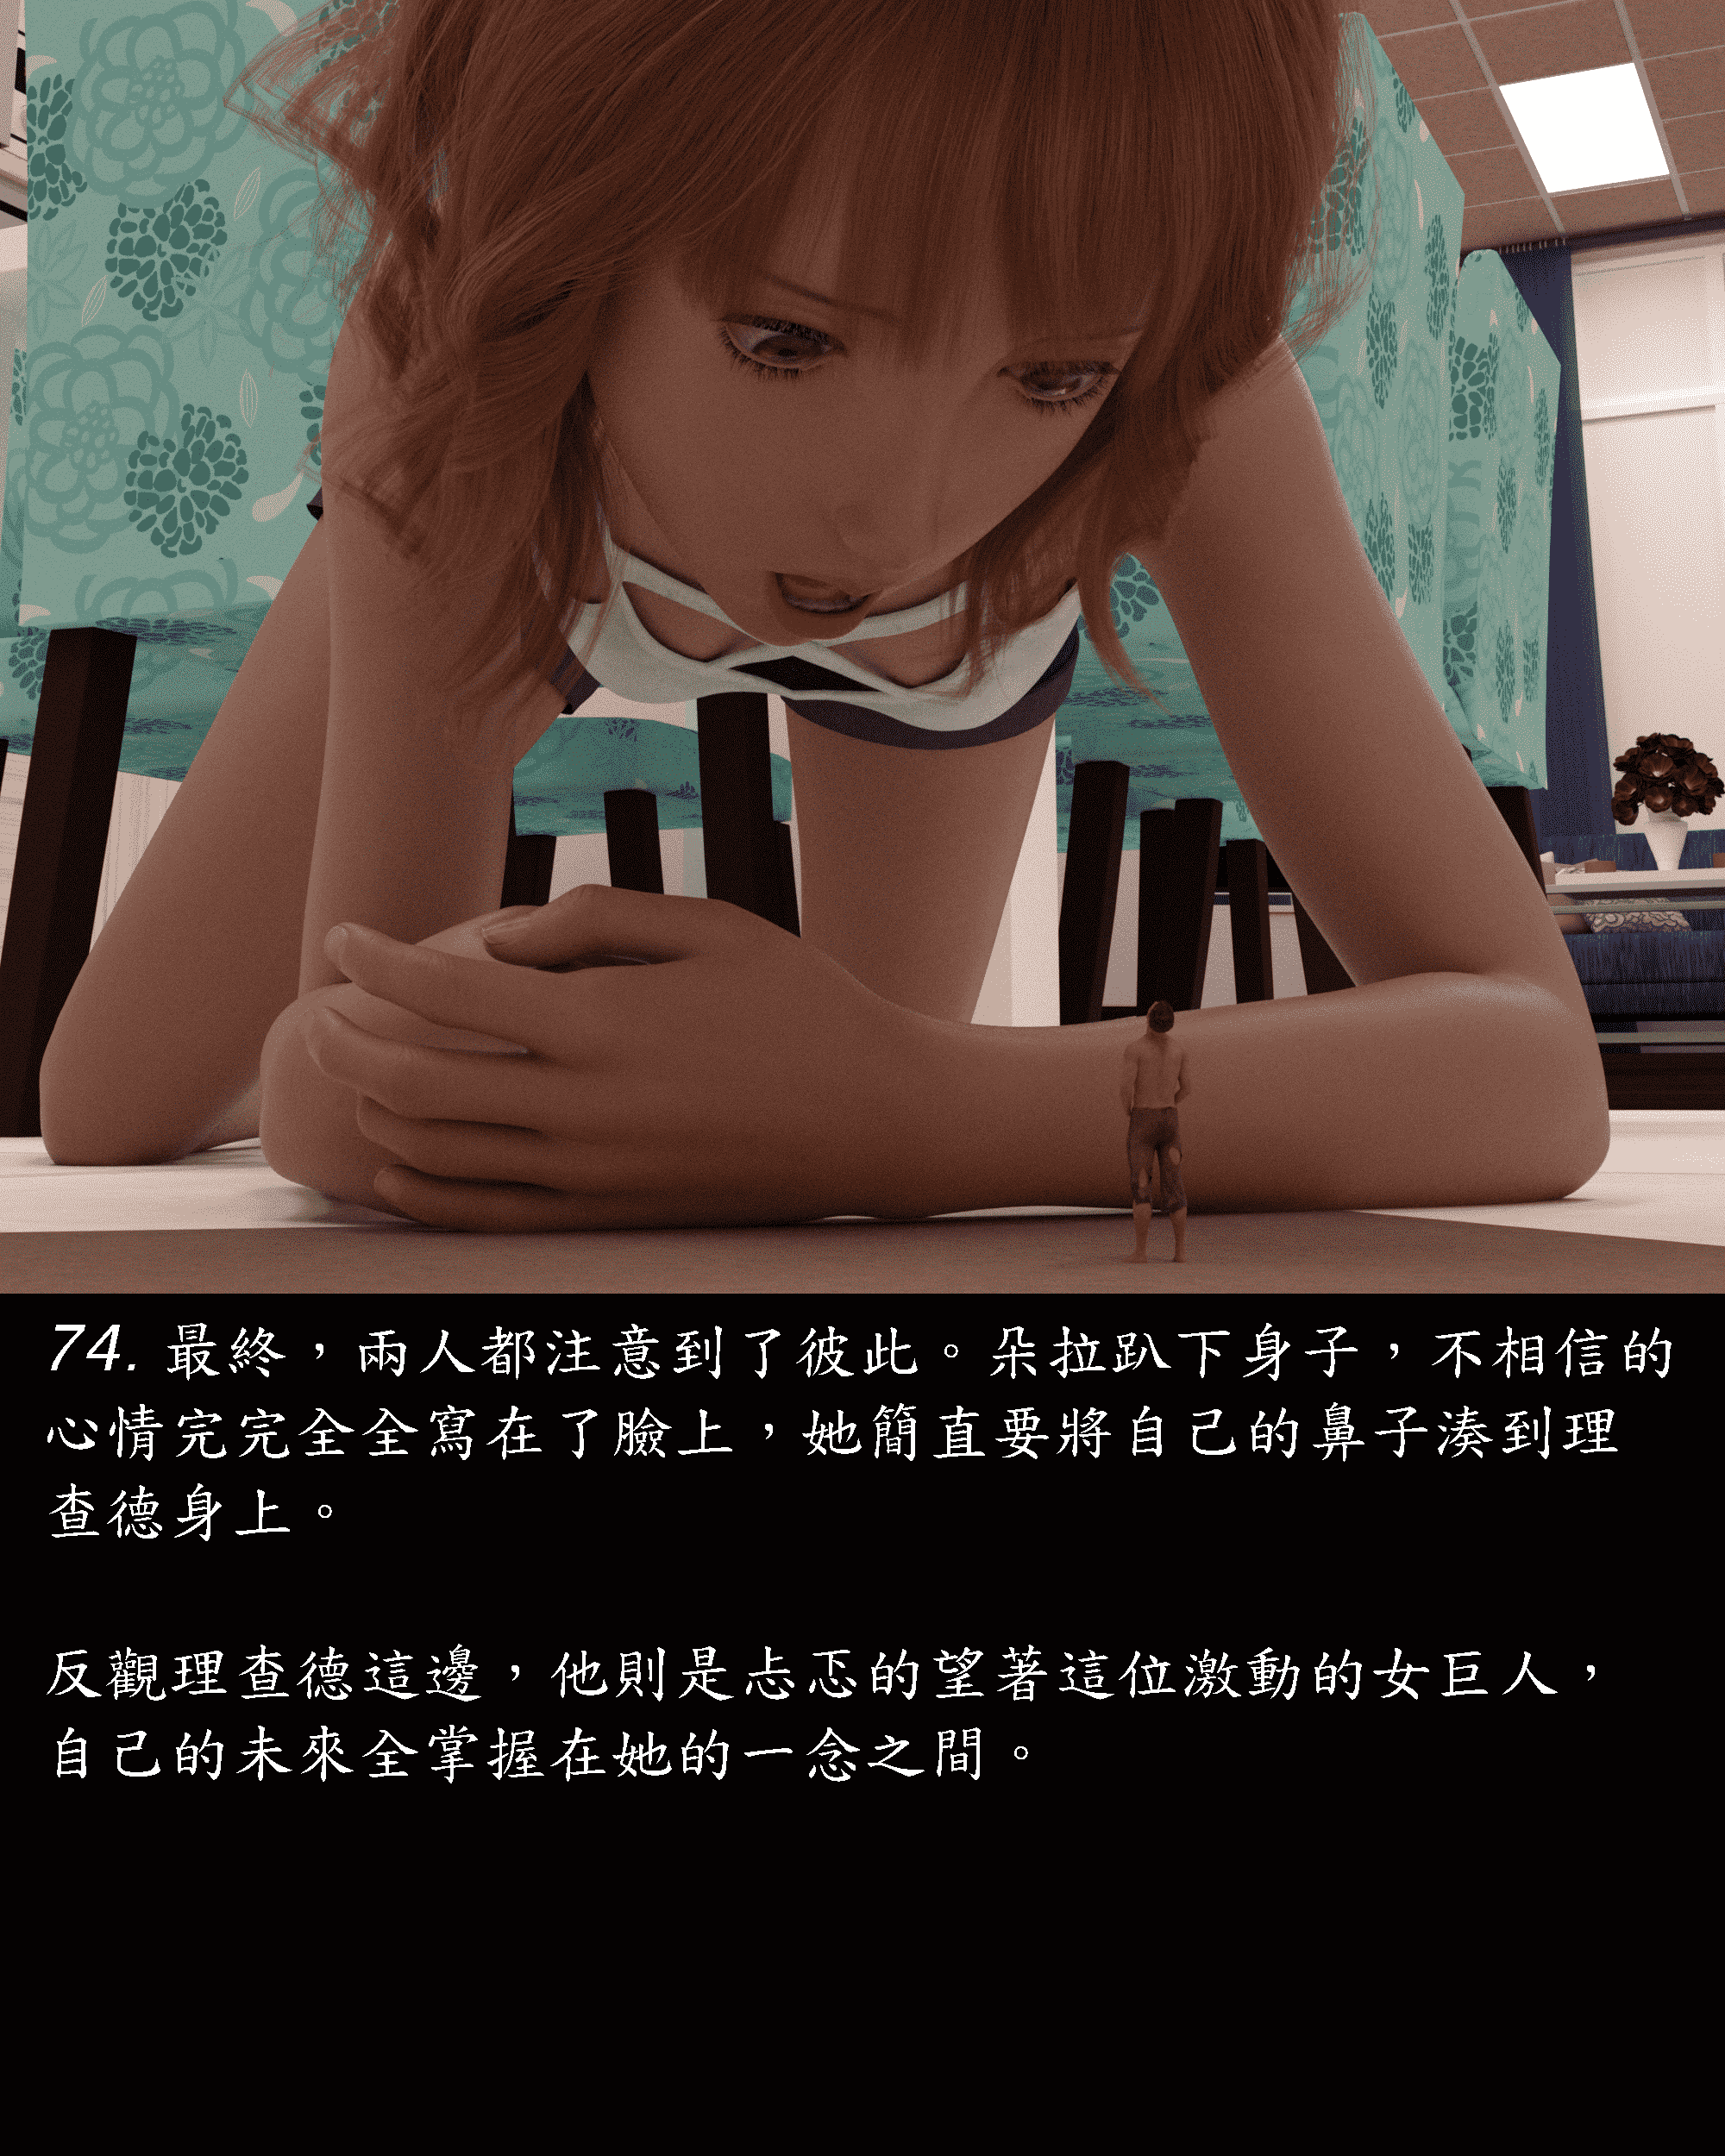 74. 最終，兩人都注意到了彼此。朵拉趴下身子，不相信的
心情完完全全寫在了臉上，她簡直要將自己的鼻子湊到理
查德身上。
反觀理查德這邊，他則是忐忑的望著這位激動的女巨人，
自己的未來全掌握在她的一念之間。